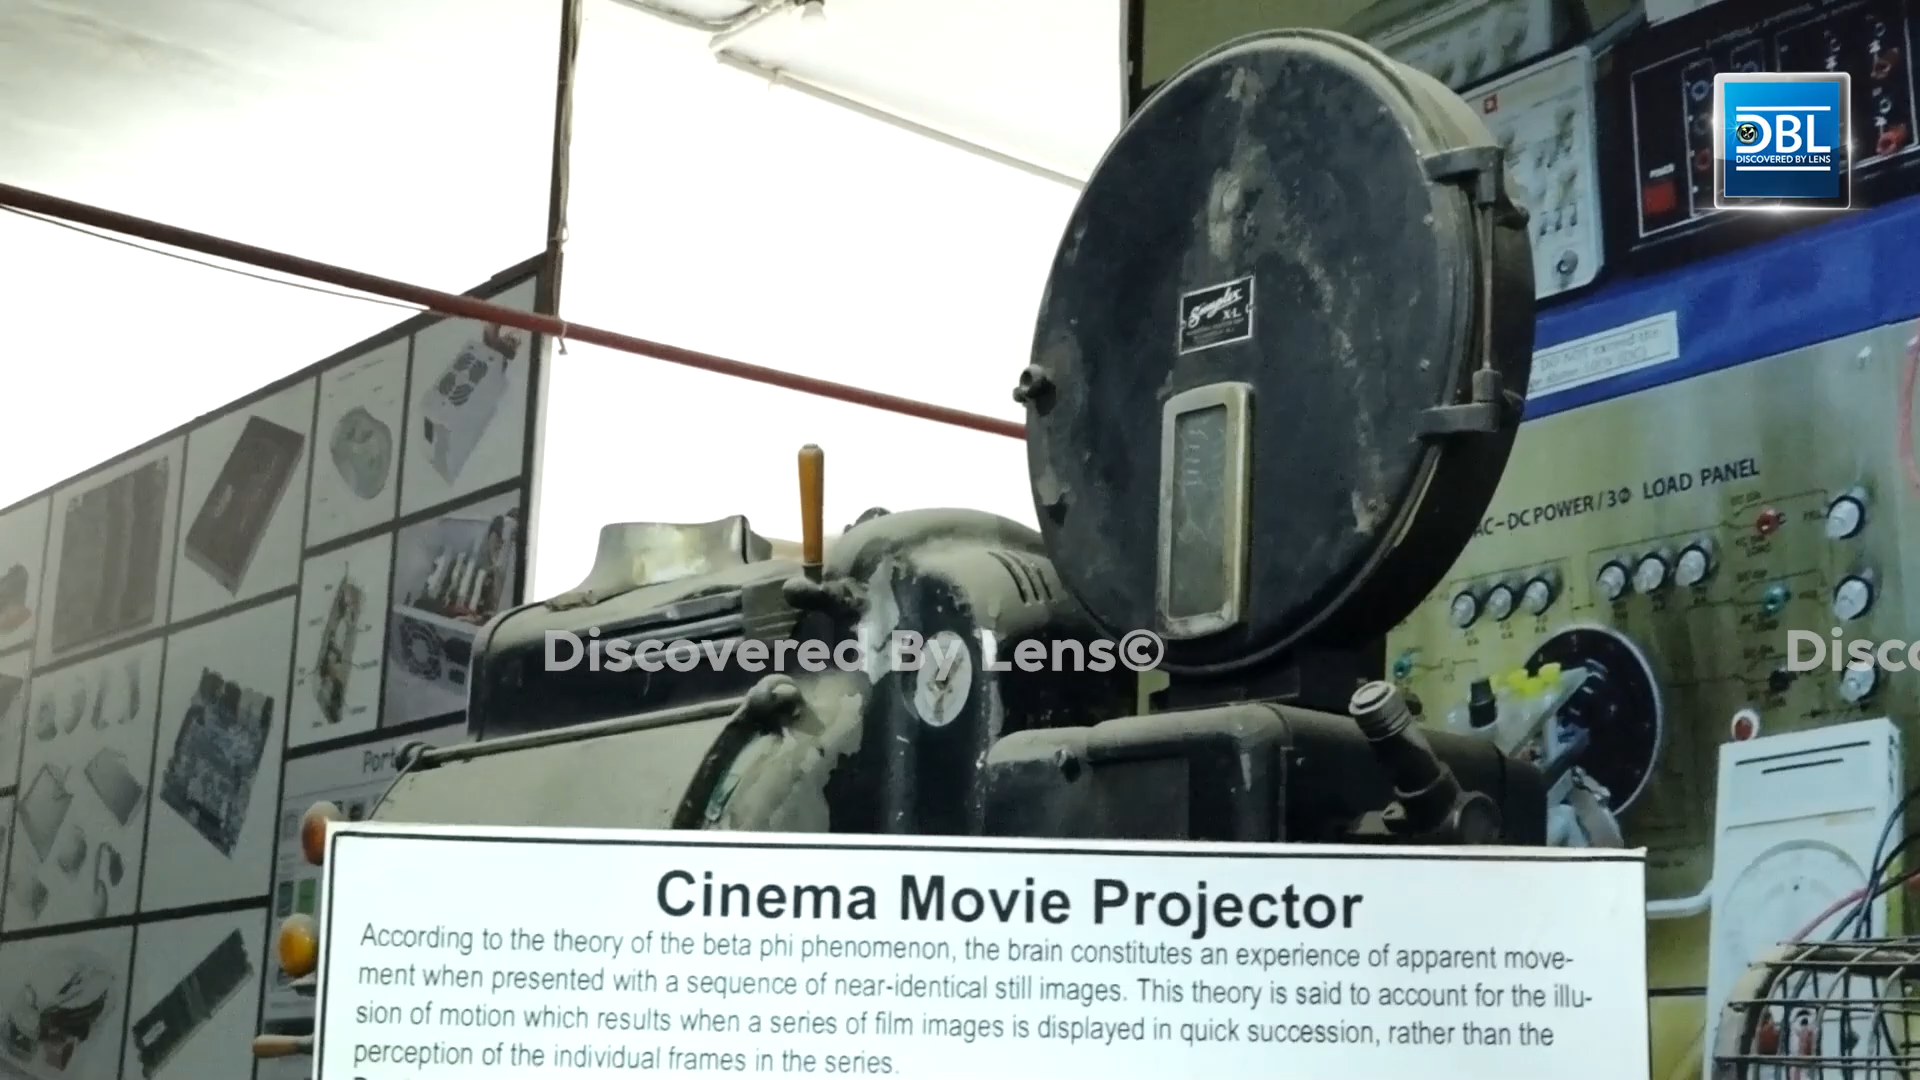 DBL
DISCOVERED BY LENS
Simplex
X-L
POWER
AC-DC POWER / 3Φ LOAD PANEL
Discovered By Lens©
Disco
Port
Cinema Movie Projector
According to the theory of the beta phi phenomenon, the brain constitutes an experience of apparent move-
ment when presented with a sequence of near-identical still images. This theory is said to account for the illu-
sion of motion which results when a series of film images is displayed in quick succession, rather than the
perception of the individual frames in the series.